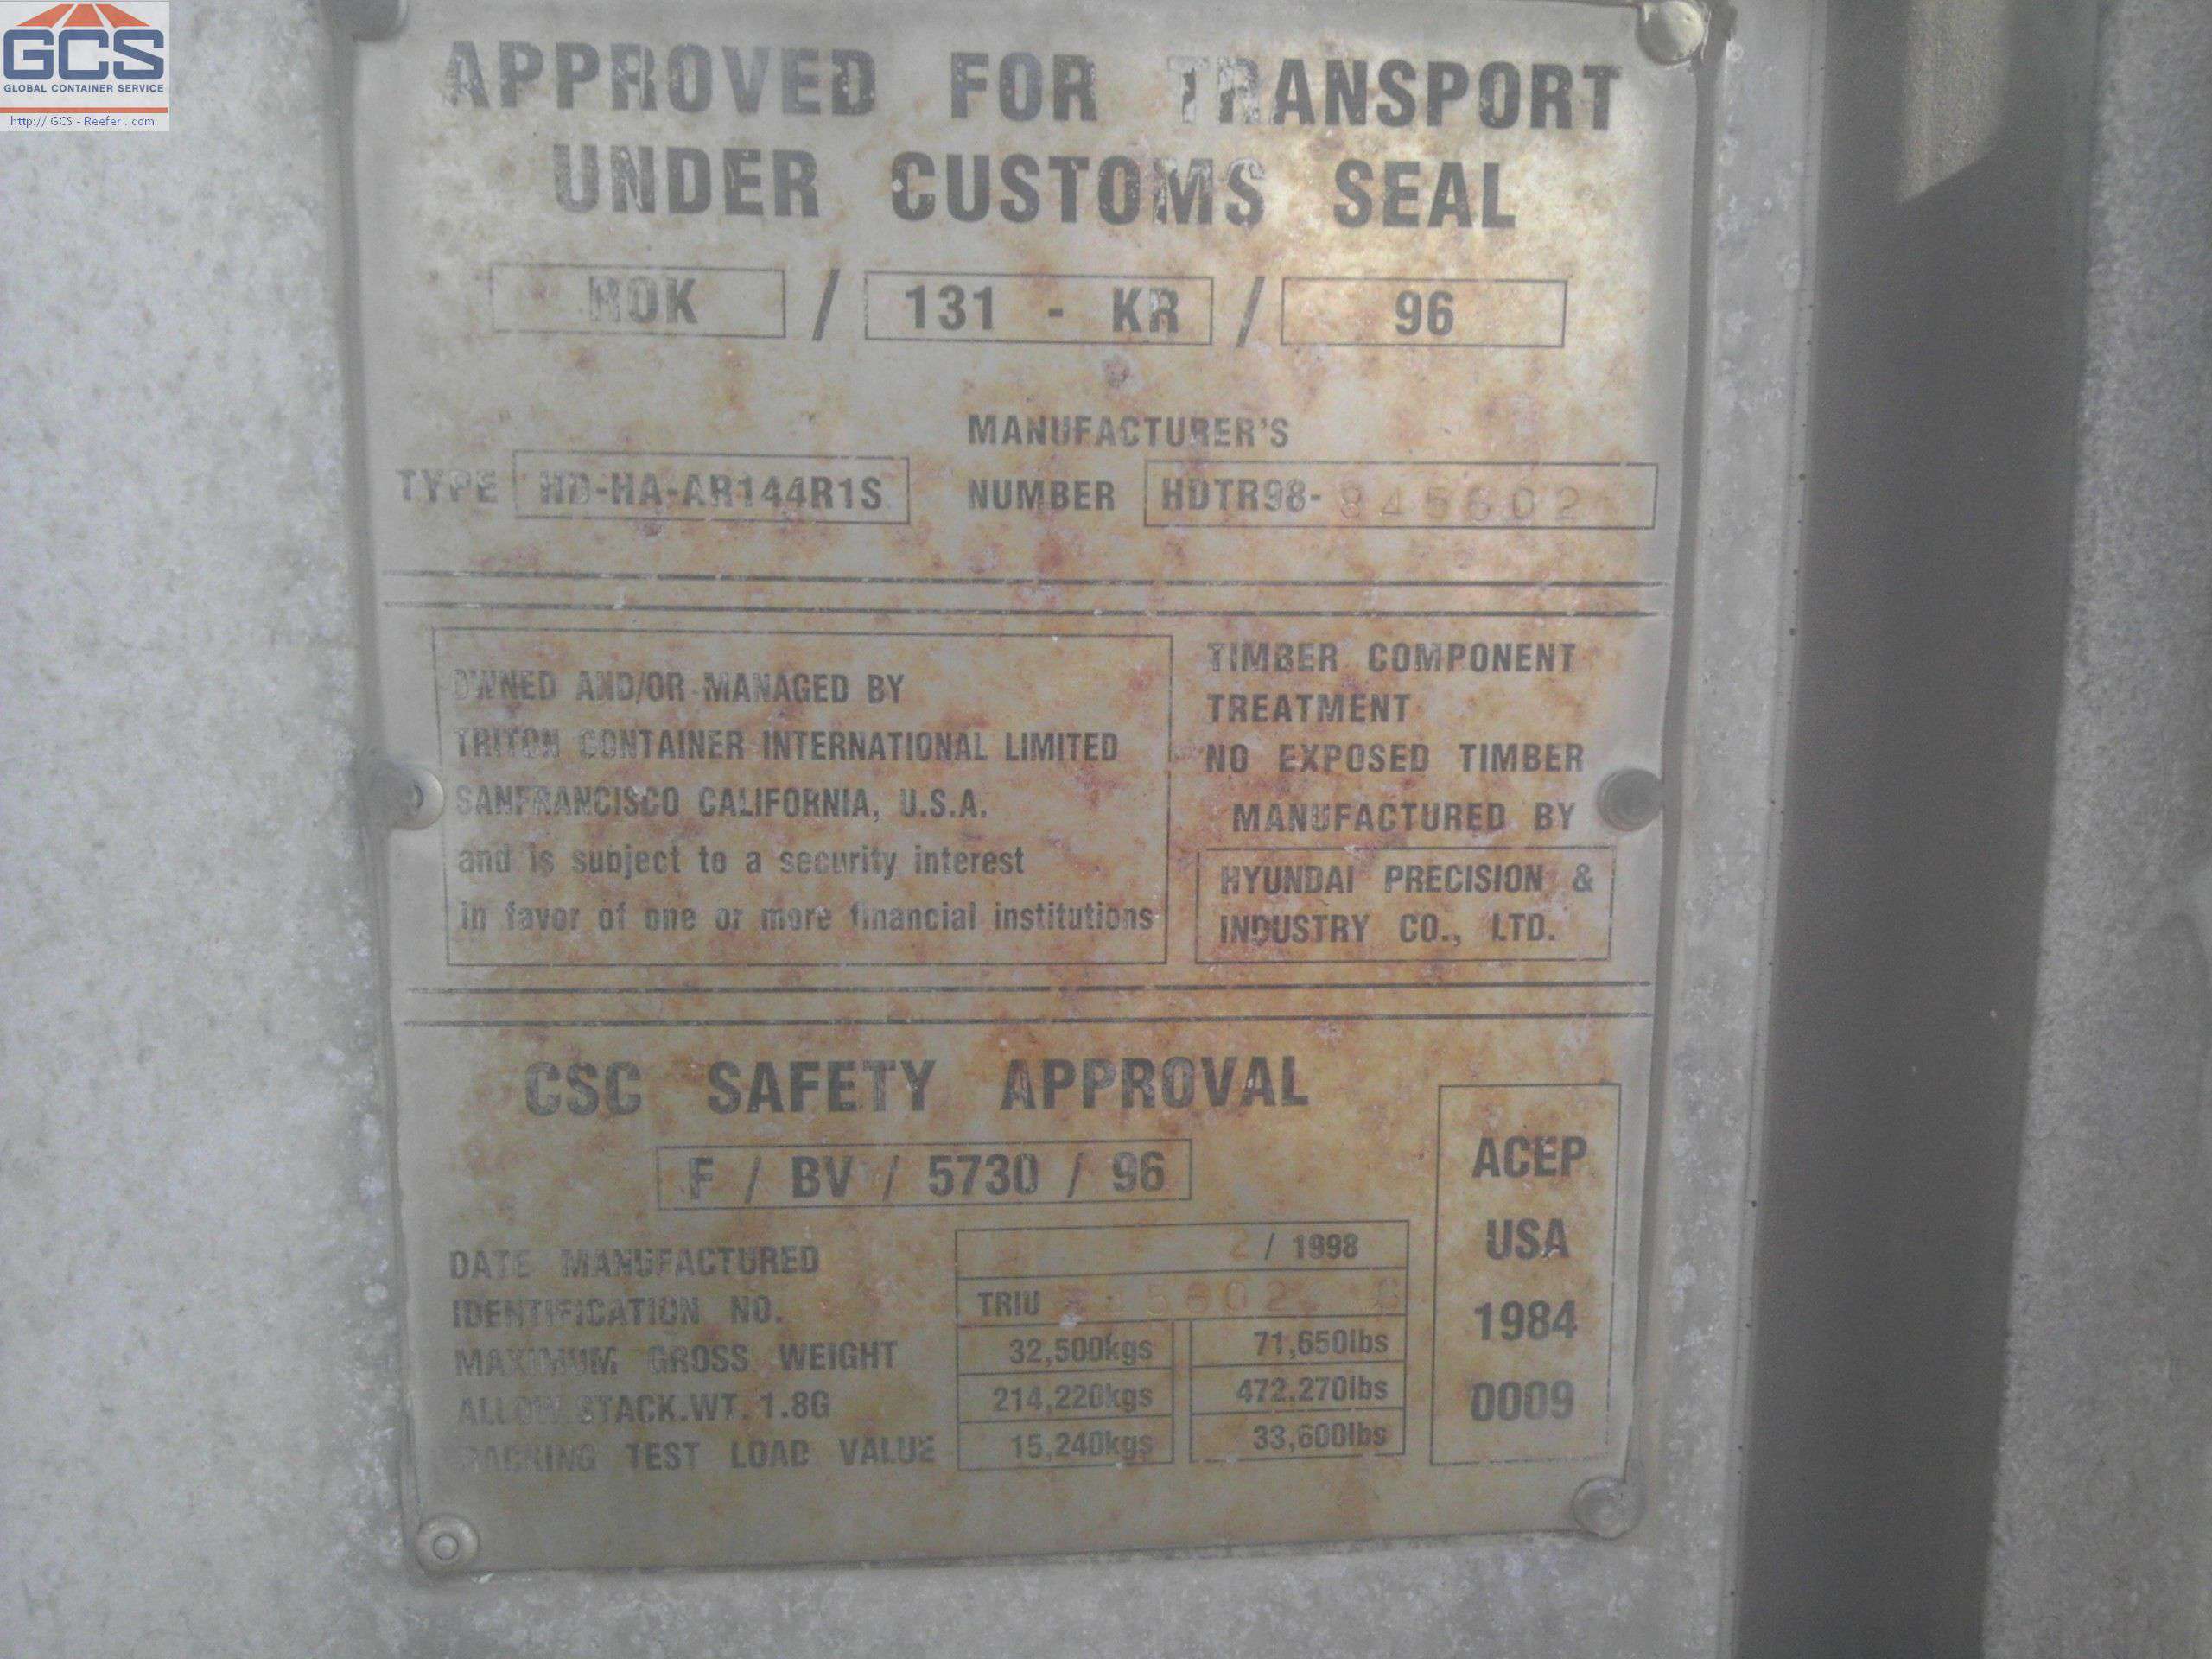 GCS
GLOBAL CONTAINER SERVICE
http:// GCS - Reefer . com
APPROVED FOR TRANSPORT
UNDER CUSTOMS SEAL
ROK / 131 - KR / 96
MANUFACTURER'S
TYPE HD-HA-AR144R1S NUMBER HDTR98-
OWNED AND/OR MANAGED BY
TRITON CONTAINER INTERNATIONAL LIMITED
SANFRANCISCO CALIFORNIA, U.S.A.
and is subject to a security interest
in favor of one or more financial institutions
TIMBER COMPONENT
TREATMENT
NO EXPOSED TIMBER
MANUFACTURED BY
HYUNDAI PRECISION &
INDUSTRY CO., LTD.
CSC SAFETY APPROVAL
F / BV / 5730 / 96
DATE MANUFACTURED 2 / 1998
IDENTIFICATION NO. TRIU
MAXIMUM GROSS WEIGHT 32,500kgs 71,650lbs
ALLOW.STACK.WT. 1.8G 214,220kgs 472,270lbs
RACKING TEST LOAD VALUE 15,240kgs 33,600lbs
ACEP
USA
1984
0009